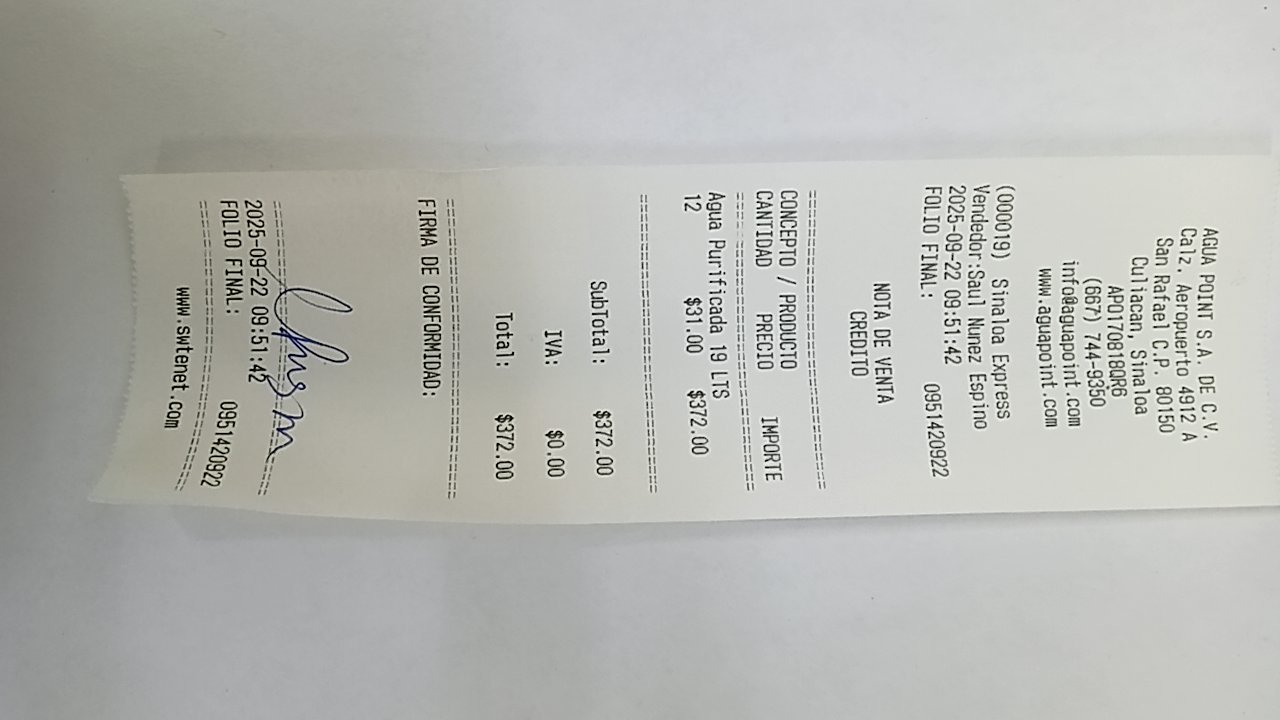 AGUA POINT S.A. DE C.V.
Calz. Aeropuerto 4912 A
San Rafael C.P. 80150
Culiacan, Sinaloa
APO170818QR6
(667) 744-9350
info@aguapoint.com
www.aguapoint.com
(000019) Sinaloa Express
Vendedor:Saul Nunez Espino
2025-09-22 09:51:42
FOLIO FINAL: 0951420922
NOTA DE VENTA
CREDITO
CONCEPTO / PRODUCTO
CANTIDAD PRECIO IMPORTE
Agua Purificada 19 LTS
12 $31.00 $372.00
SubTotal: $372.00
IVA: $0.00
Total: $372.00
FIRMA DE CONFORMIDAD:
2025-09-22 09:51:42
FOLIO FINAL: 0951420922
www.swtenet.com